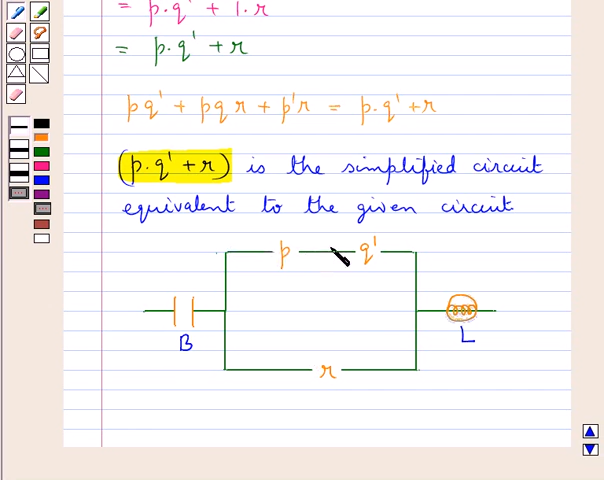 = p.q' + 1.r
= p.q' + r
pq' + pqr + p'r = p.q' + r
(p.q' + r) is the simplified circuit
equivalent to the given circuit
p q'
B L
r